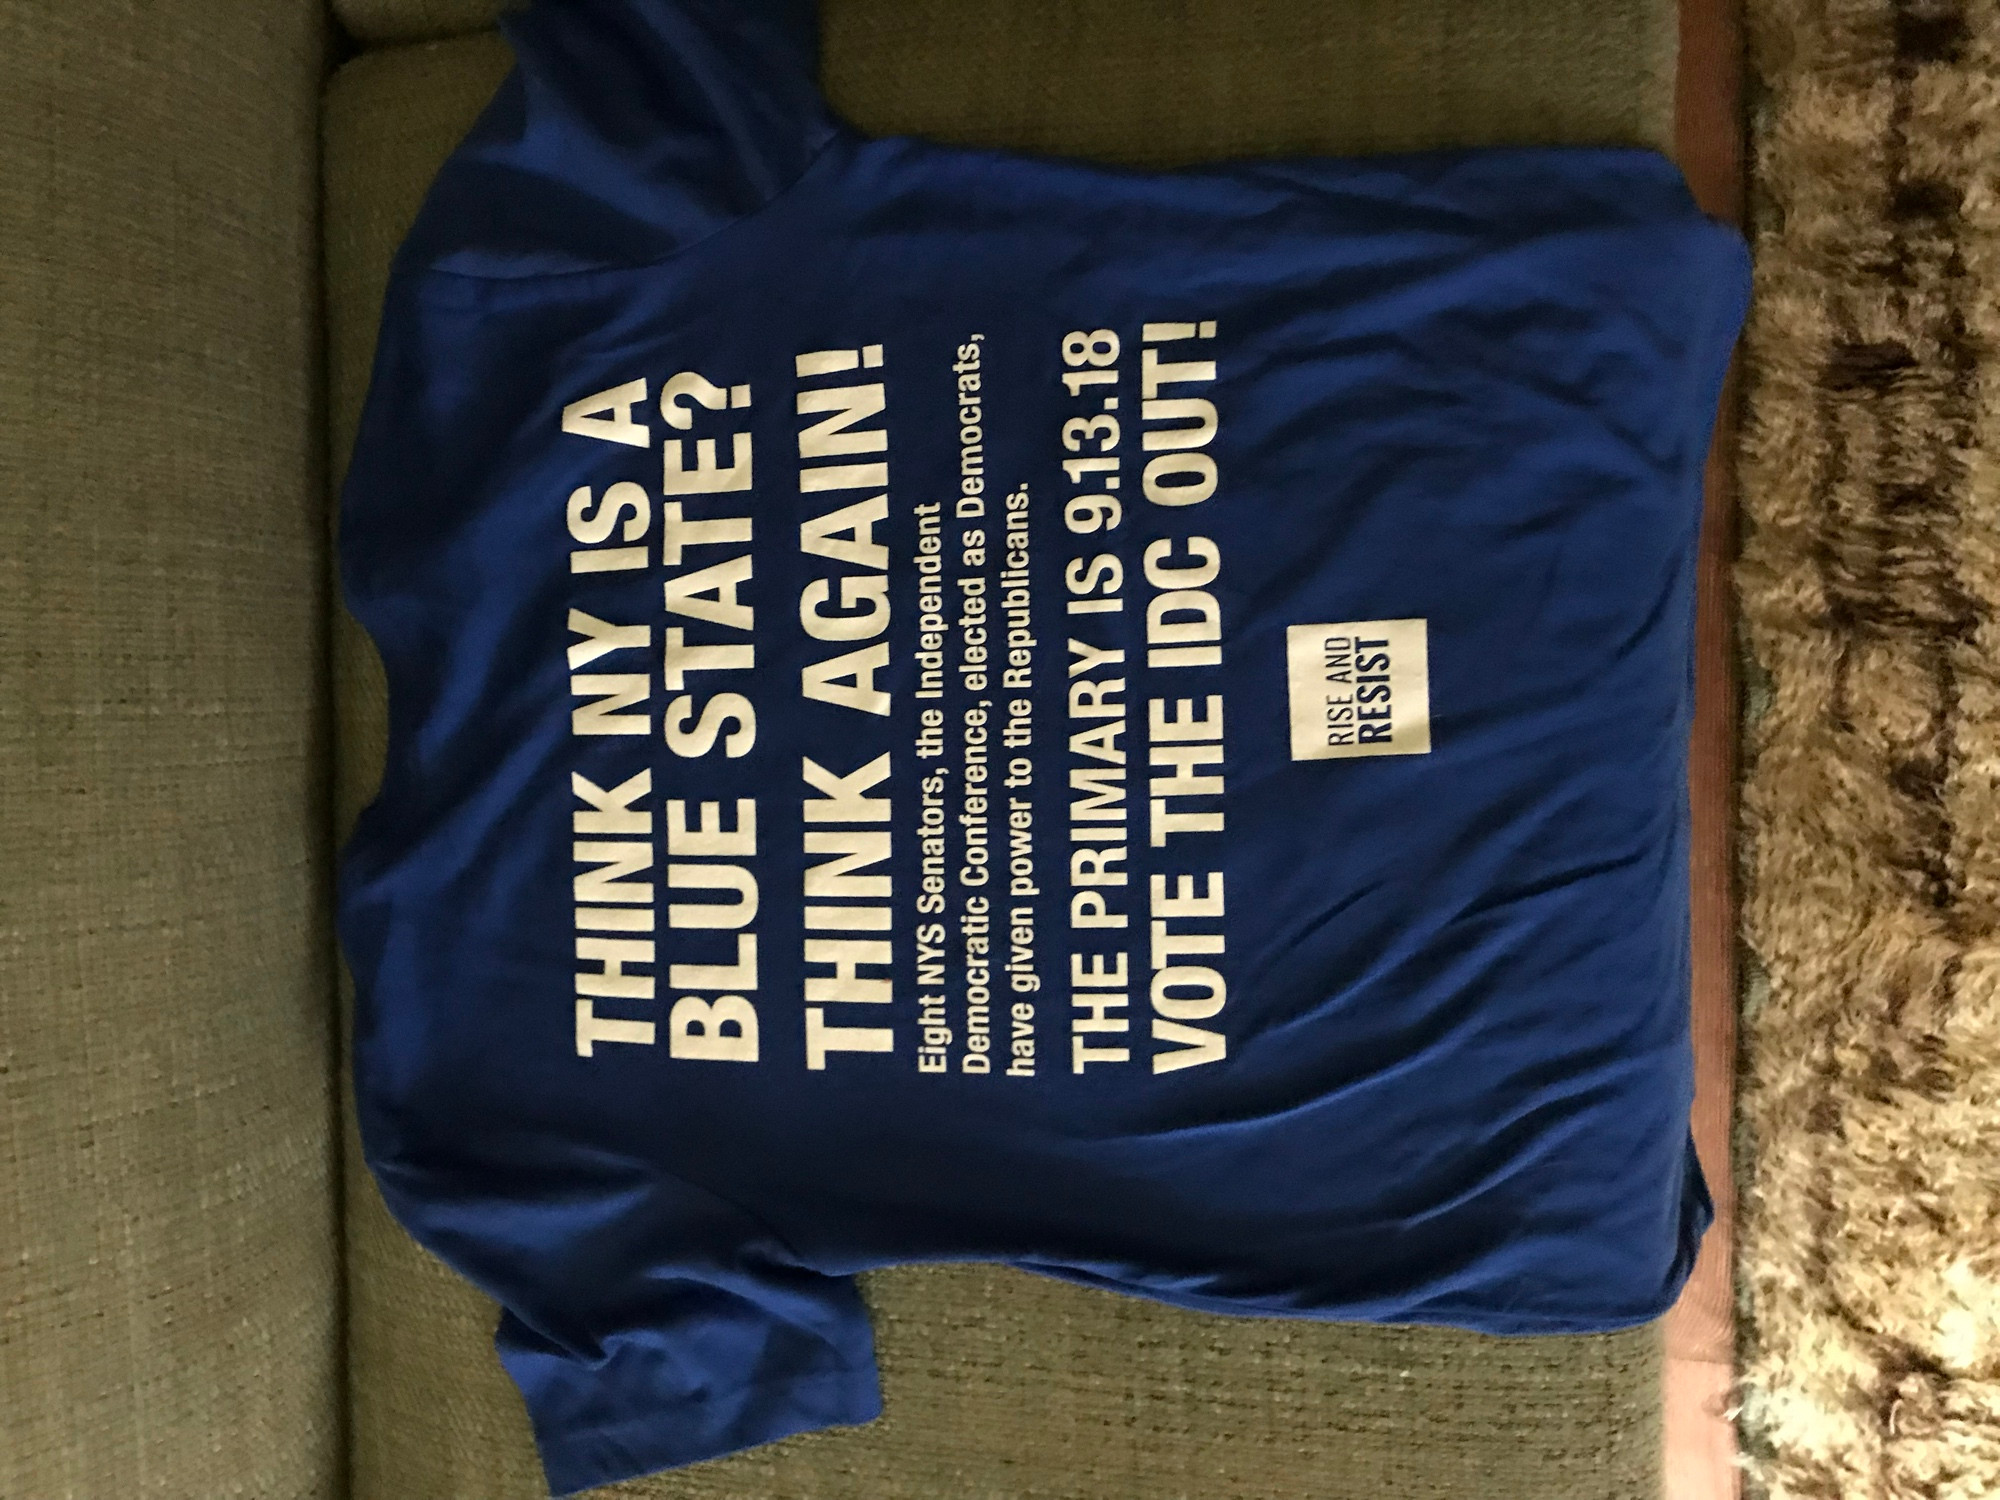 THINK NY IS A
BLUE STATE?
THINK AGAIN!
Eight NYS Senators, the Independent
Democratic Conference, elected as Democrats,
have given power to the Republicans.
THE PRIMARY IS 9.13.18
VOTE THE IDC OUT!
RISE AND
RESIST